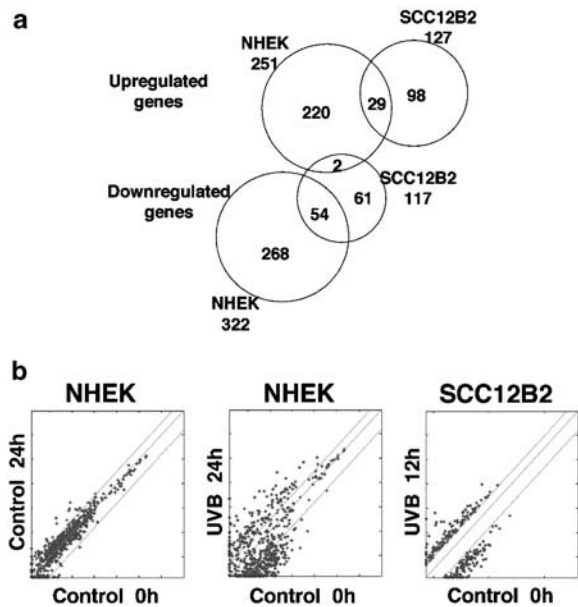 a
SCC12B2
127
NHEK
251
Upregulated
genes
220
29
98
2
Downregulated
genes
SCC12B2
117
61
54
268
NHEK
322
b
NHEK
NHEK
SCC12B2
Control 24h
UVB 24h
UVB 12h
Control 0h
Control 0h
Control 0h